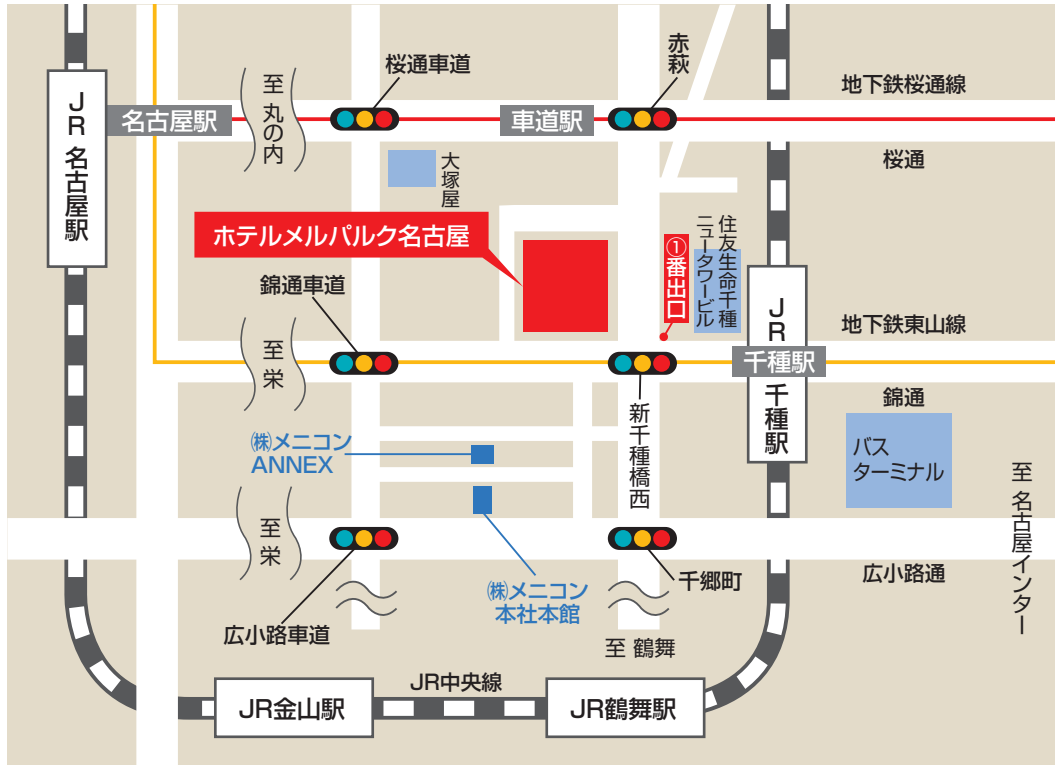 桜通車道
赤萩
至 丸の内
地下鉄桜通線
名古屋駅
車道駅
桜通
JR 名古屋駅
大塚屋
ホテルメルパルク名古屋
①番出口
住友生命千種
ニュータワービル
錦通車道
JR 千種駅
地下鉄東山線
至 栄
千種駅
錦通
新千種橋西
㈱メニコン
ANNEX
バス
ターミナル
至 名古屋インター
至 栄
㈱メニコン
本社本館
千郷町
広小路通
広小路車道
至 鶴舞
JR中央線
JR金山駅
JR鶴舞駅